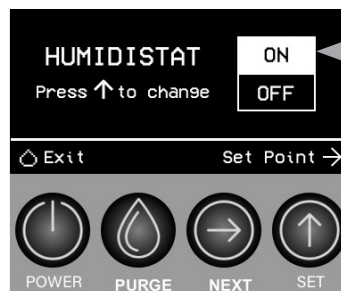 HUMIDISTAT
ON
Press ↑ to change
OFF
Exit
Set Point →
POWER
PURGE
NEXT
SET